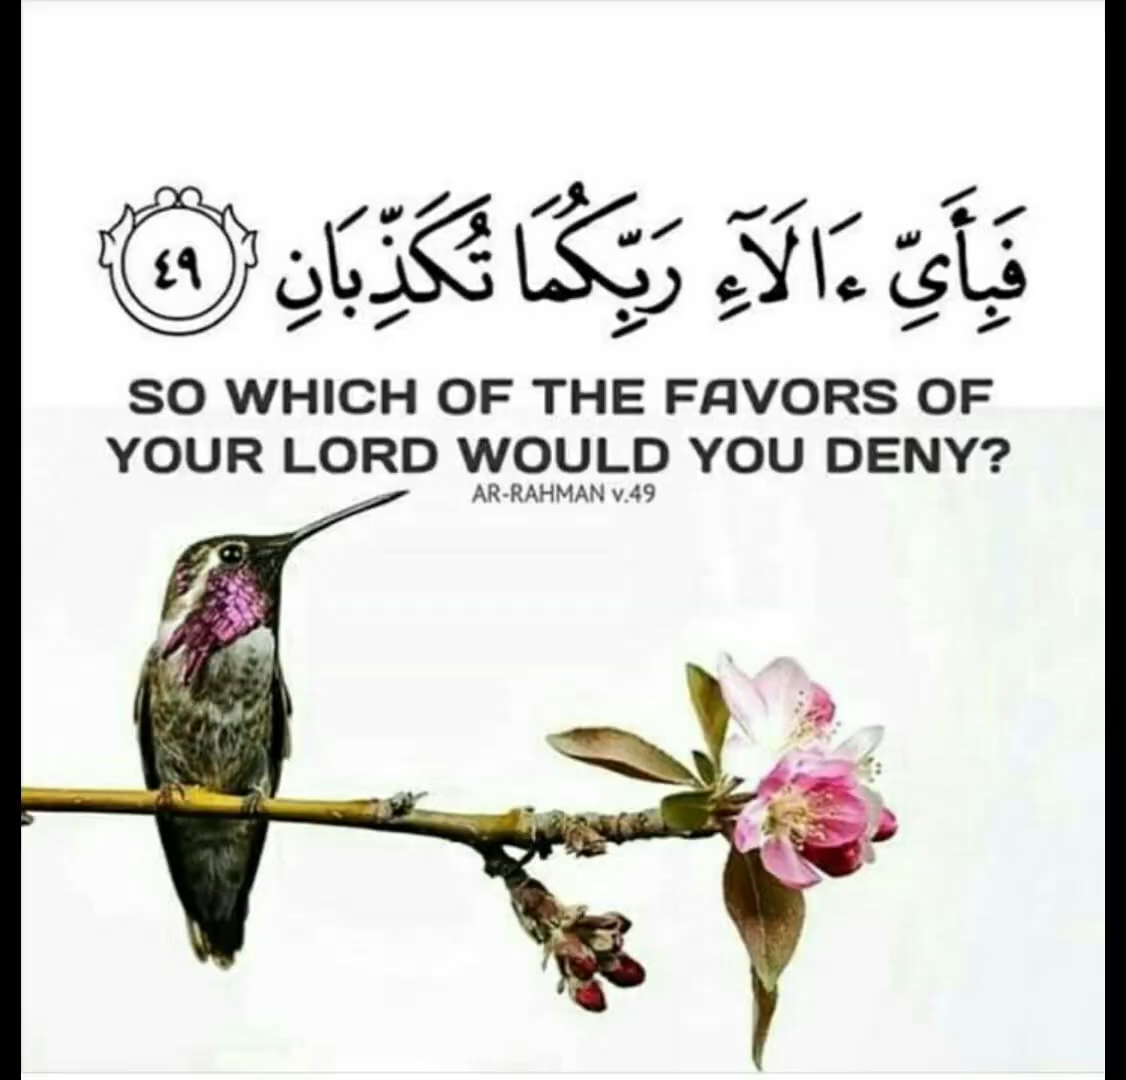 فَبِأَيِّ ءَالَآءِ رَبِّكُمَا تُكَذِّبَانِ ٤٩
SO WHICH OF THE FAVORS OF
YOUR LORD WOULD YOU DENY?
AR-RAHMAN v.49